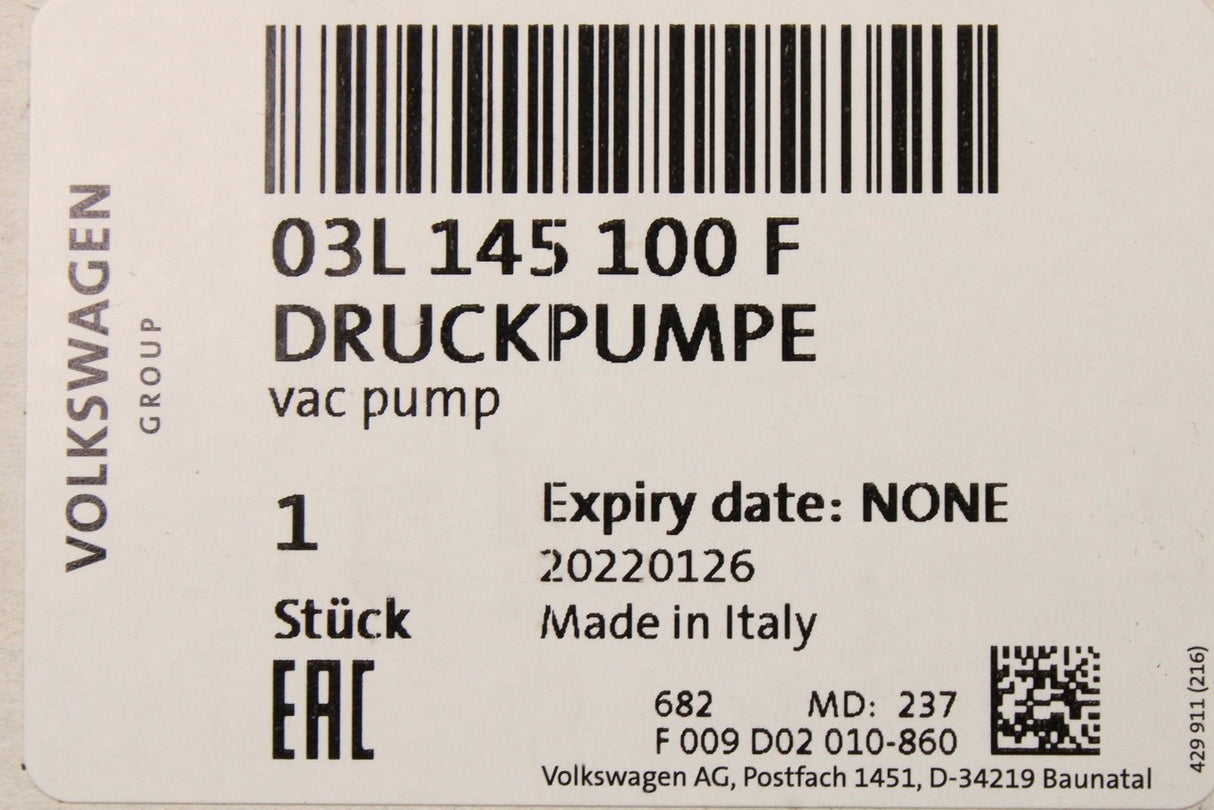 VOLKSWAGEN
GROUP
03L 145 100 F
DRUCKPUMPE
vac pump
1
Stück
EAC
Expiry date: NONE
20220126
Made in Italy
682 MD: 237
F 009 D02 010-860
Volkswagen AG, Postfach 1451, D-34219 Baunatal
429 911 (216)